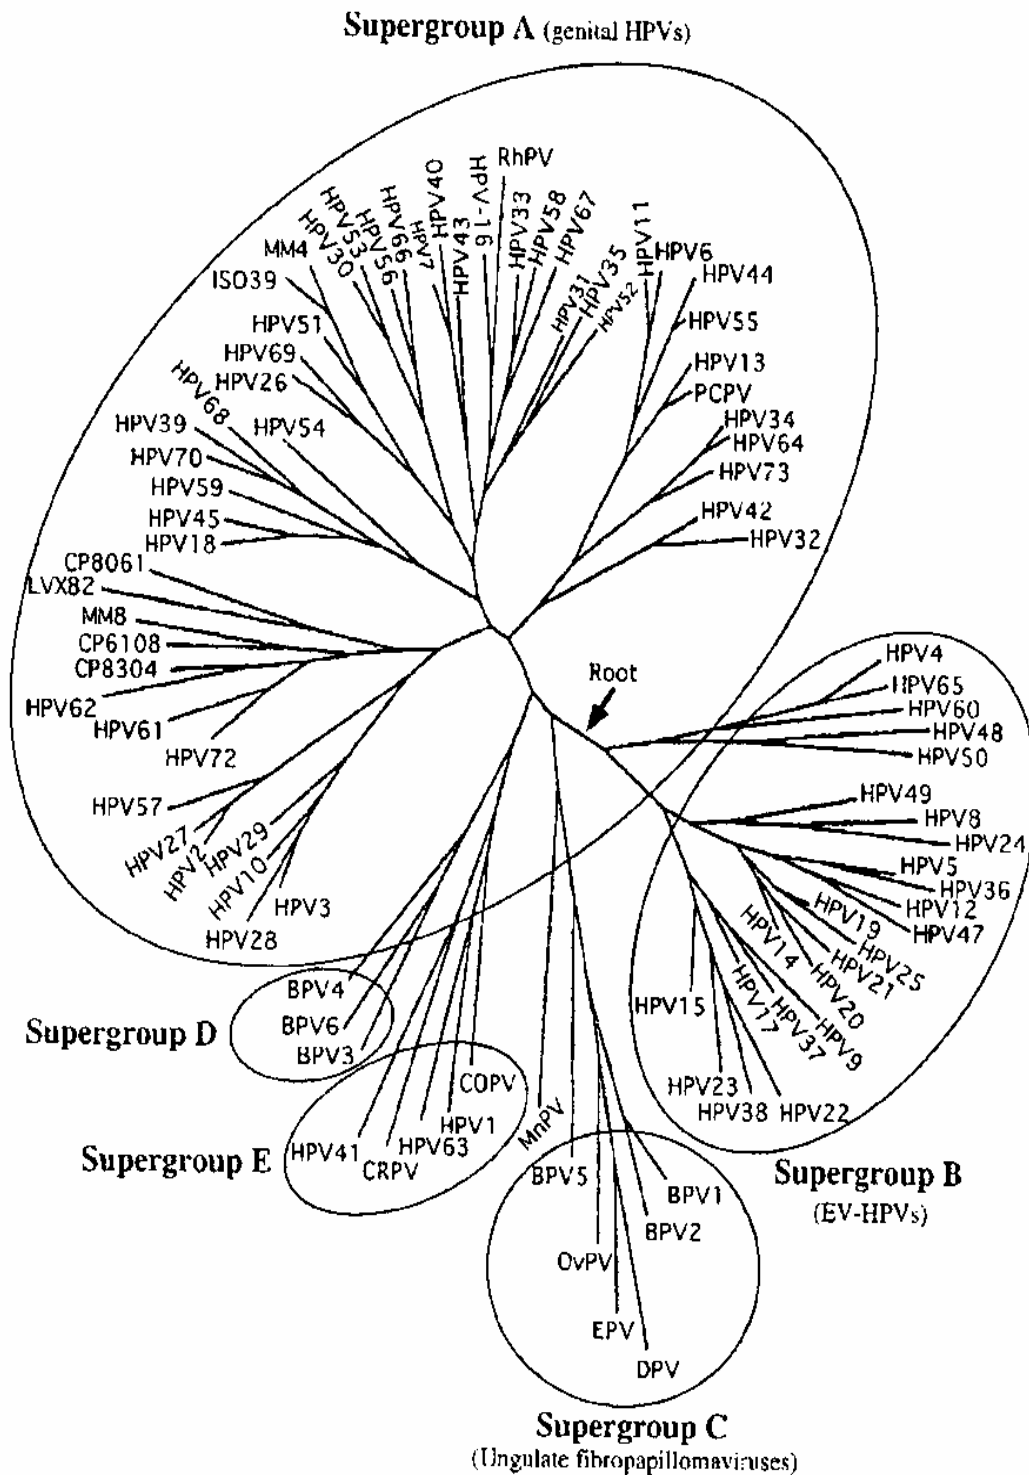 Supergroup A (genital HPVs)
RhPV
HPV-16
HPV40
HPV43
HPV7
HPV66
HPV56
HPV53
HPV30
MM4
ISO39
HPV51
HPV69
HPV26
HPV68
HPV54
HPV39
HPV70
HPV59
HPV45
HPV18
CP8061
LVX82
MM8
CP6108
CP8304
HPV62
HPV61
HPV72
HPV57
HPV27
HPV2
HPV29
HPV10
HPV3
HPV28
HPV33
HPV58
HPV67
HPV31
HPV35
HPV52
HPV11
HPV6
HPV44
HPV55
HPV13
PCPV
HPV34
HPV64
HPV73
HPV42
HPV32
Root
HPV4
HPV65
HPV60
HPV48
HPV50
HPV49
HPV8
HPV24
HPV5
HPV36
HPV12
HPV47
HPV19
HPV25
HPV21
HPV20
HPV14
HPV9
HPV37
HPV17
HPV15
HPV23
HPV38
HPV22
Supergroup B
(EV-HPVs)
BPV4
BPV6
BPV3
Supergroup D
COPV
HPV1
HPV63
CRPV
HPV41
Supergroup E
MnPV
BPV5
BPV1
BPV2
OvPV
EPV
DPV
Supergroup C
(Ungulate fibropapillomaviruses)